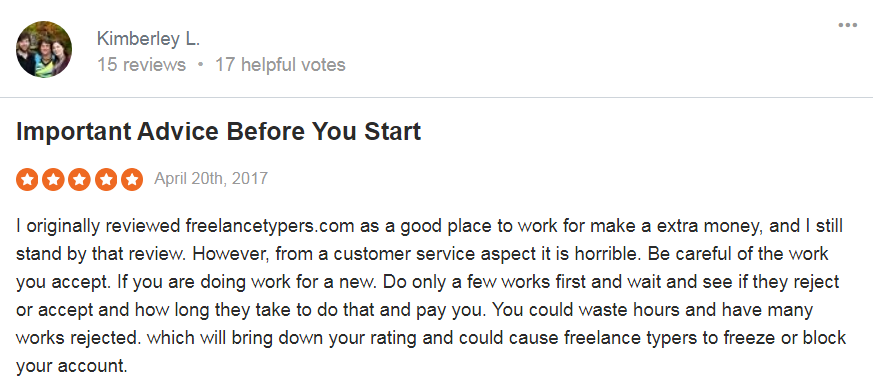 Kimberley L.
15 reviews • 17 helpful votes
Important Advice Before You Start
April 20th, 2017
I originally reviewed freelancetypers.com as a good place to work for make a extra money, and I still
stand by that review. However, from a customer service aspect it is horrible. Be careful of the work
you accept. If you are doing work for a new. Do only a few works first and wait and see if they reject
or accept and how long they take to do that and pay you. You could waste hours and have many
works rejected. which will bring down your rating and could cause freelance typers to freeze or block
your account.